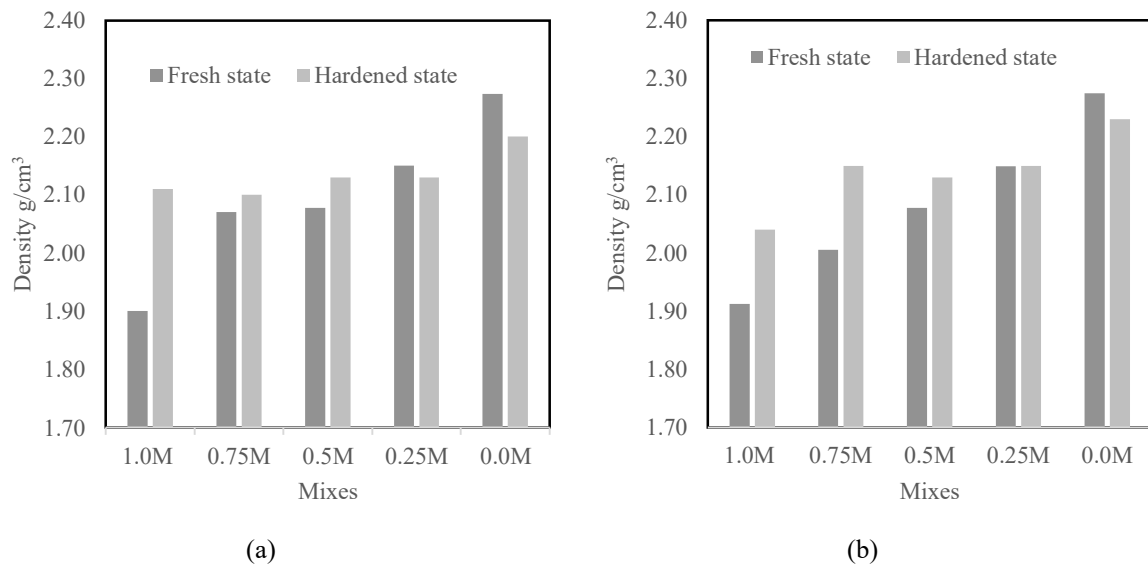 2.40
2.30
2.20
2.10
2.00
1.90
1.80
1.70
Density g/cm³
Fresh state Hardened state
1.0M 0.75M 0.5M 0.25M 0.0M
Mixes
(a)
2.40
2.30
2.20
2.10
2.00
1.90
1.80
1.70
Density g/cm³
Fresh state Hardened state
1.0M 0.75M 0.5M 0.25M 0.0M
Mixes
(b)